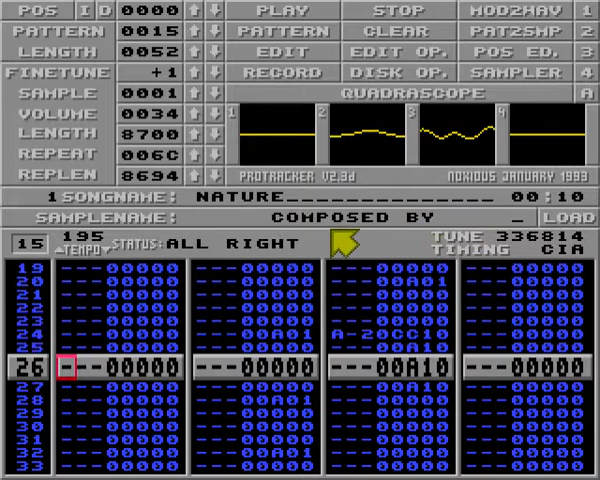 POS I D 0000 PLAY STOP MOD2WAV 1
PATTERN 0015 PATTERN CLEAR PAT2SMP 2
LENGTH 0052 EDIT EDIT OP. POS ED. 3
FINETUNE +1 RECORD DISK OP. SAMPLER 4
SAMPLE 0001 QUADRASCOPE A
VOLUME 0034 1 2 3 4
LENGTH 8700
REPEAT 006C
REPLEN 8694 PROTRACKER V2.3d NOXIOUS JANUARY 1993
1 SONGNAME: NATURE______________ 00:10
SAMPLENAME: COMPOSED BY _ LOAD
15 195 TEMPO STATUS: ALL RIGHT TUNE 336814
TIMING CIA
19 ---00000 ---00000 ---00000 ---00000
20 ---00000 ---00000 ---00A01 ---00000
21 ---00000 ---00000 ---00000 ---00000
22 ---00000 ---00000 ---00000 ---00000
23 ---00000 ---00000 ---00000 ---00000
24 ---00000 ---00A01 A-20CC10 ---00000
25 ---00000 ---00000 ---00A10 ---00000
26 ---00000 ---00000 ---00A10 ---00000
27 ---00000 ---00000 ---00A10 ---00000
28 ---00000 ---00A01 ---00000 ---00000
29 ---00000 ---00000 ---00000 ---00000
30 ---00000 ---00000 ---00000 ---00000
31 ---00000 ---00000 ---00000 ---00000
32 ---00000 ---00A01 ---00000 ---00000
33 ---00000 ---00000 ---00000 ---00000